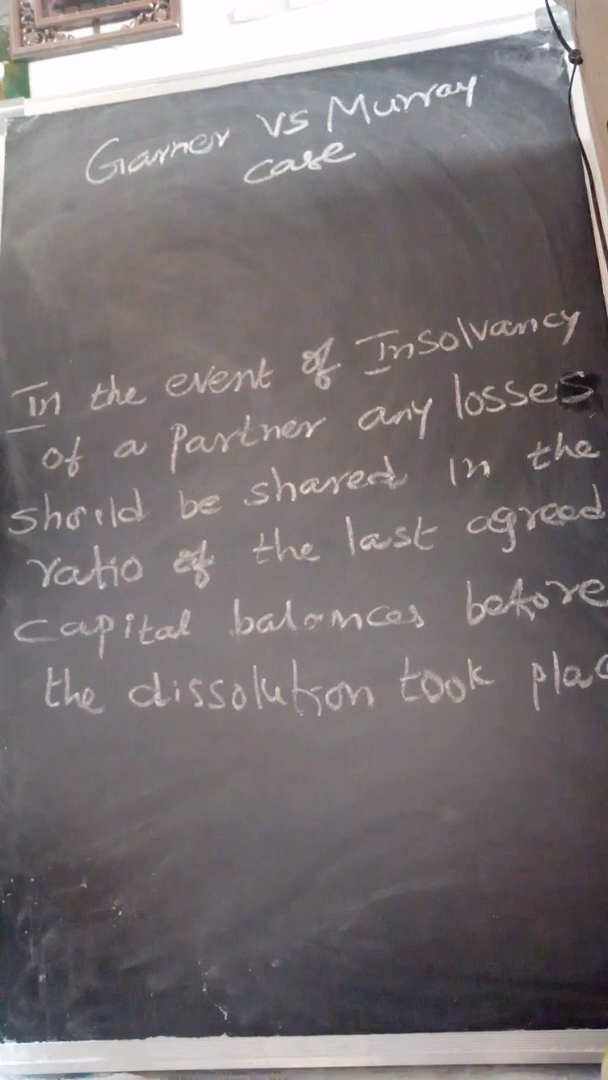 Garner vs Murray
case
In the event of Insolvancy
of a Partner any losses
should be shared in the
ratio of the last agreed
capital balances before
the dissolution took plac